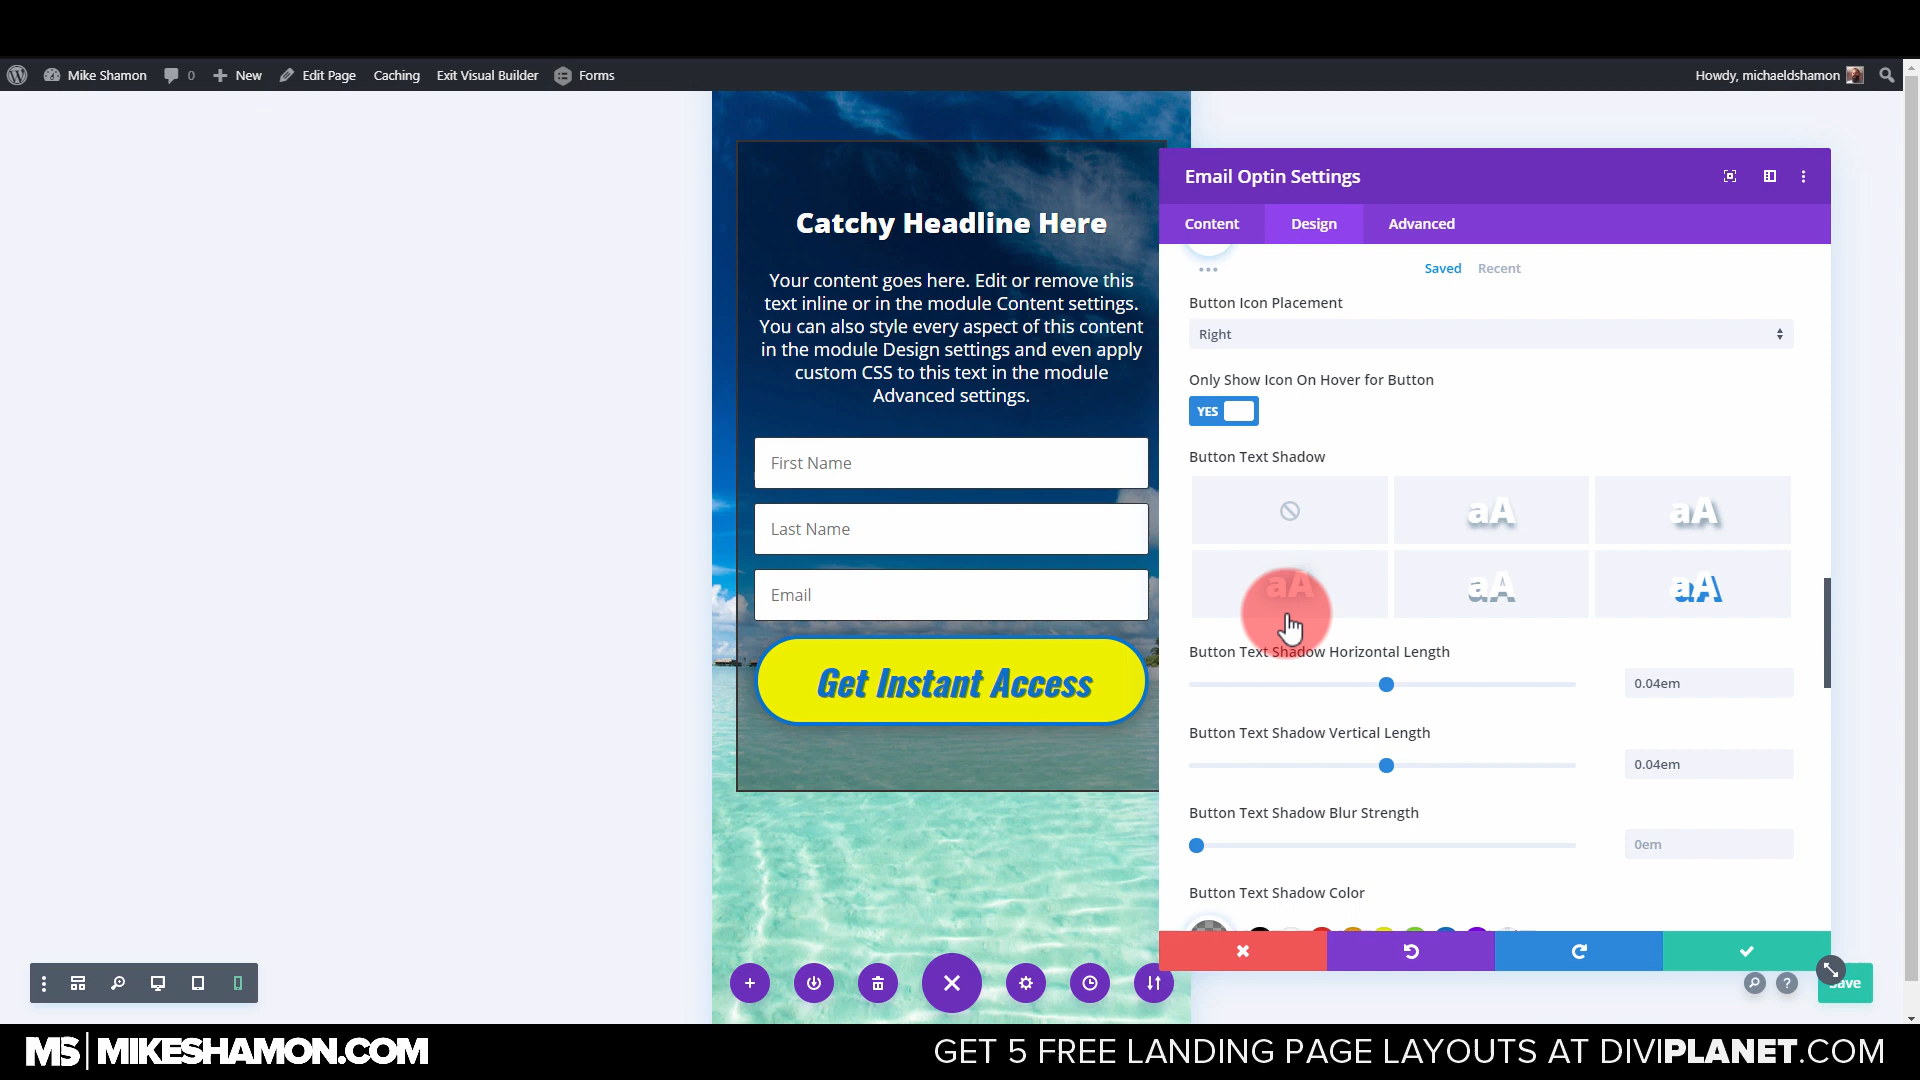 Mike Shamon
0
New
Edit Page
Caching
Exit Visual Builder
Forms
Howdy, michaeldshamon
Catchy Headline Here
Your content goes here. Edit or remove this
text inline or in the module Content settings.
You can also style every aspect of this content
in the module Design settings and even apply
custom CSS to this text in the module
Advanced settings.
First Name
Last Name
Email
Get Instant Access
Email Optin Settings
Content
Design
Advanced
Saved
Recent
Button Icon Placement
Right
Only Show Icon On Hover for Button
YES
Button Text Shadow
aA
aA
aA
aA
aA
Button Text Shadow Horizontal Length
0.04em
Button Text Shadow Vertical Length
0.04em
Button Text Shadow Blur Strength
0em
Button Text Shadow Color
?
Save
MS MIKESHAMON.COM
GET 5 FREE LANDING PAGE LAYOUTS AT DIVIPLANET.COM